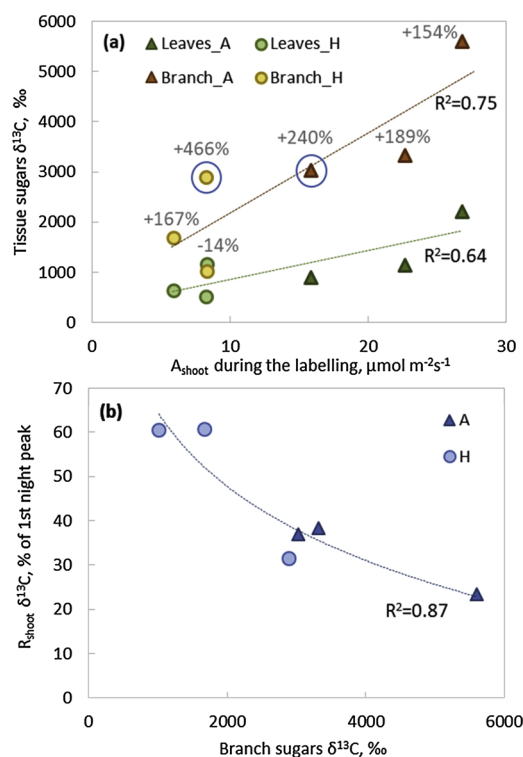 (a)
Leaves_A
Leaves_H
Branch_A
Branch_H
Tissue sugars δ¹³C, ‰
6000
5000
4000
3000
2000
1000
0
+154%
R²=0.75
+466%
+240%
+189%
+167%
-14%
R²=0.64
0 10 20 30
Ashoot during the labelling, µmol m⁻²s⁻¹
(b)
A
H
Rshoot δ¹³C, % of 1st night peak
70
60
50
40
30
20
10
0
R²=0.87
0 2000 4000 6000
Branch sugars δ¹³C, ‰